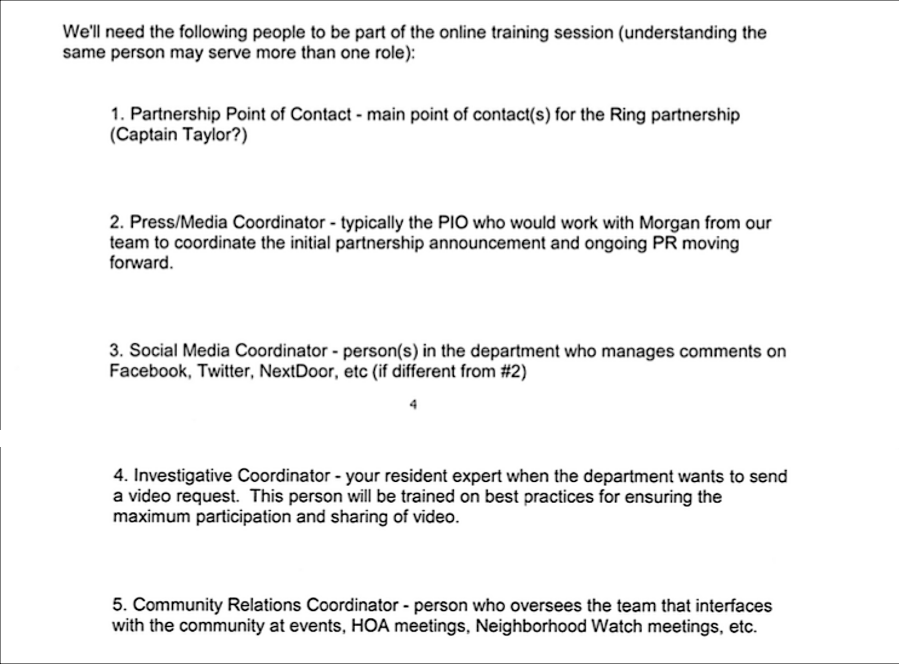 We'll need the following people to be part of the online training session (understanding the
same person may serve more than one role):
1. Partnership Point of Contact - main point of contact(s) for the Ring partnership
(Captain Taylor?)
2. Press/Media Coordinator - typically the PIO who would work with Morgan from our
team to coordinate the initial partnership announcement and ongoing PR moving
forward.
3. Social Media Coordinator - person(s) in the department who manages comments on
Facebook, Twitter, NextDoor, etc (if different from #2)
4
4. Investigative Coordinator - your resident expert when the department wants to send
a video request. This person will be trained on best practices for ensuring the
maximum participation and sharing of video.
5. Community Relations Coordinator - person who oversees the team that interfaces
with the community at events, HOA meetings, Neighborhood Watch meetings, etc.